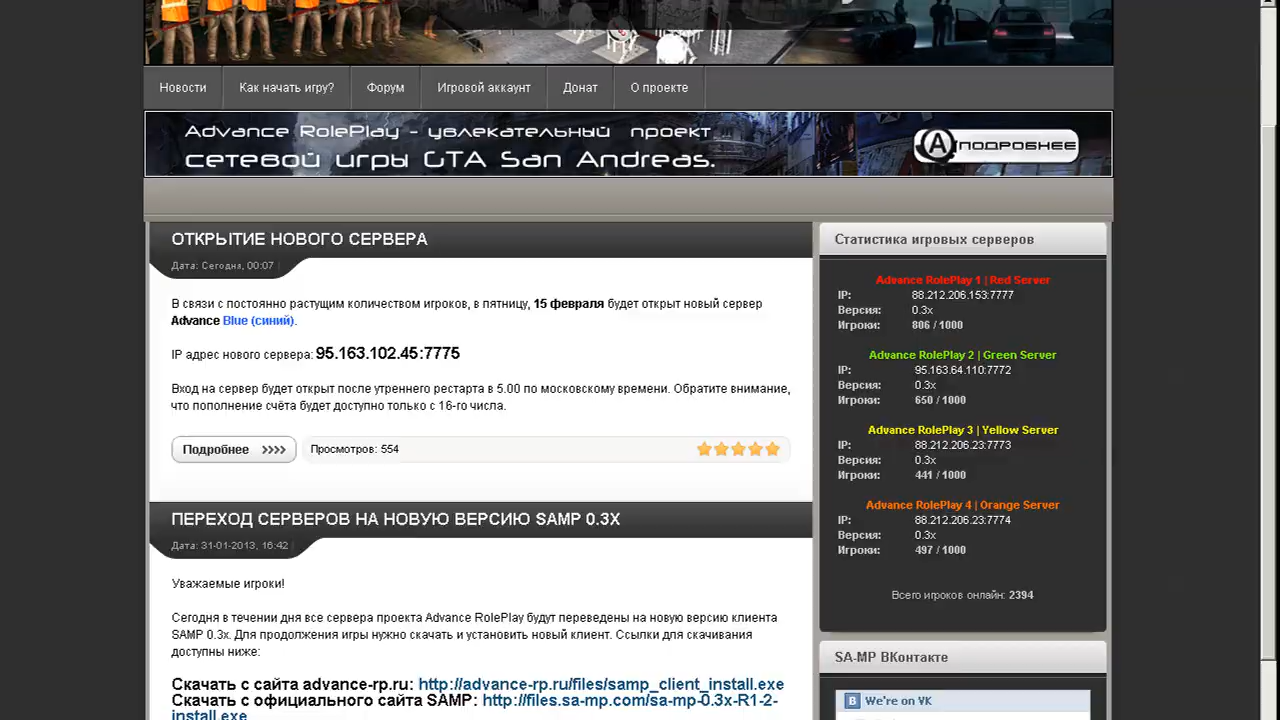 Новости
Как начать игру?
Форум
Игровой аккаунт
Донат
О проекте
Advance RolePlay - увлекательный проект
сетевой игры GTA San Andreas.
А ПОДРОБНЕЕ
ОТКРЫТИЕ НОВОГО СЕРВЕРА
Дата: Сегодня, 00:07
В связи с постоянно растущим количеством игроков, в пятницу, 15 февраля будет открыт новый сервер
Advance Blue (синий).
IP адрес нового сервера: 95.163.102.45:7775
Вход на сервер будет открыт после утреннего рестарта в 5.00 по московскому времени. Обратите внимание,
что пополнение счёта будет доступно только с 16-го числа.
Подробнее >>>>
Просмотров: 554
ПЕРЕХОД СЕРВЕРОВ НА НОВУЮ ВЕРСИЮ SAMP 0.3X
Дата: 31-01-2013, 16:42
Уважаемые игроки!
Сегодня в течении дня все сервера проекта Advance RolePlay будут переведены на новую версию клиента
SAMP 0.3x. Для продолжения игры нужно скачать и установить новый клиент. Ссылки для скачивания
доступны ниже:
Скачать с сайта advance-rp.ru: http://advance-rp.ru/files/samp_client_install.exe
Скачать с официального сайта SAMP: http://files.sa-mp.com/sa-mp-0.3x-R1-2-
install.exe
Статистика игровых серверов
Advance RolePlay 1 | Red Server
IP: 88.212.206.153:7777
Версия: 0.3x
Игроки: 806 / 1000
Advance RolePlay 2 | Green Server
IP: 95.163.64.110:7772
Версия: 0.3x
Игроки: 650 / 1000
Advance RolePlay 3 | Yellow Server
IP: 88.212.206.23:7773
Версия: 0.3x
Игроки: 441 / 1000
Advance RolePlay 4 | Orange Server
IP: 88.212.206.23:7774
Версия: 0.3x
Игроки: 497 / 1000
Всего игроков онлайн: 2394
SA-MP ВКонтакте
В We're on VK